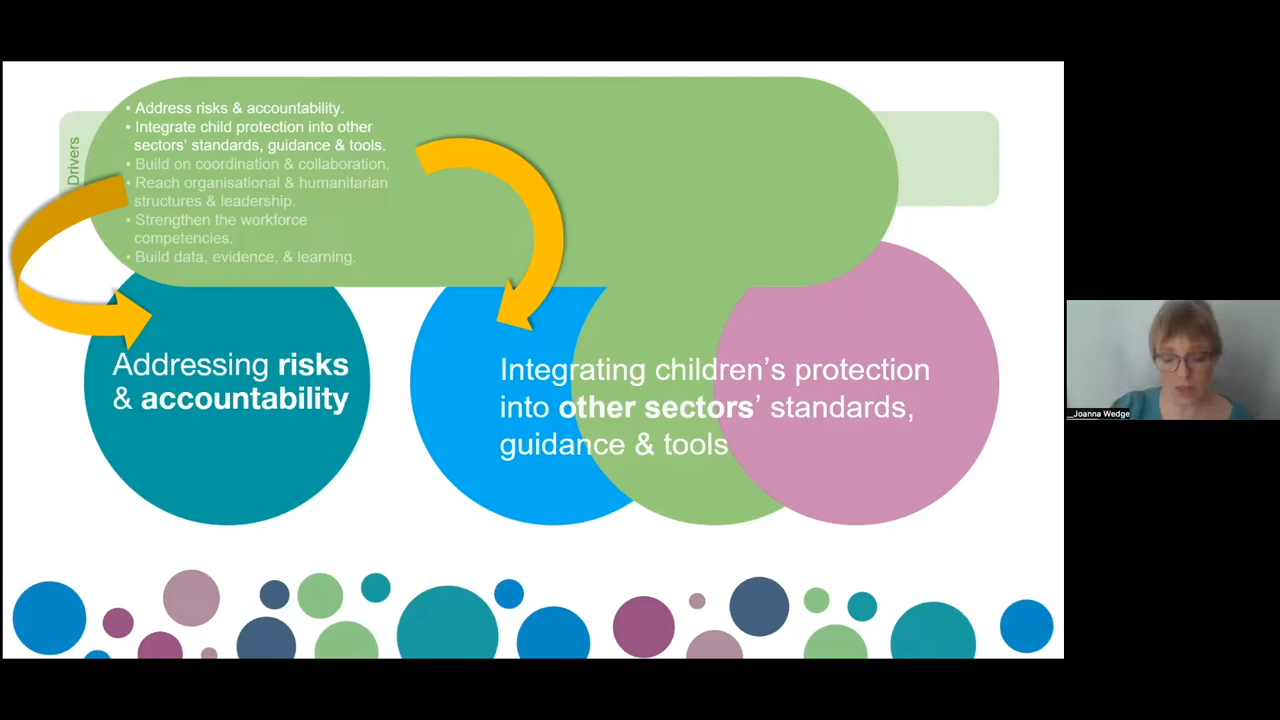 Drivers
• Address risks & accountability.
• Integrate child protection into other
sectors’ standards, guidance & tools.
• Build on coordination & collaboration.
• Reach organisational & humanitarian
structures & leadership.
• Strengthen the workforce
competencies.
• Build data, evidence, & learning.
Addressing risks
& accountability
Integrating children’s protection
into other sectors’ standards,
guidance & tools
__Joanna Wedge